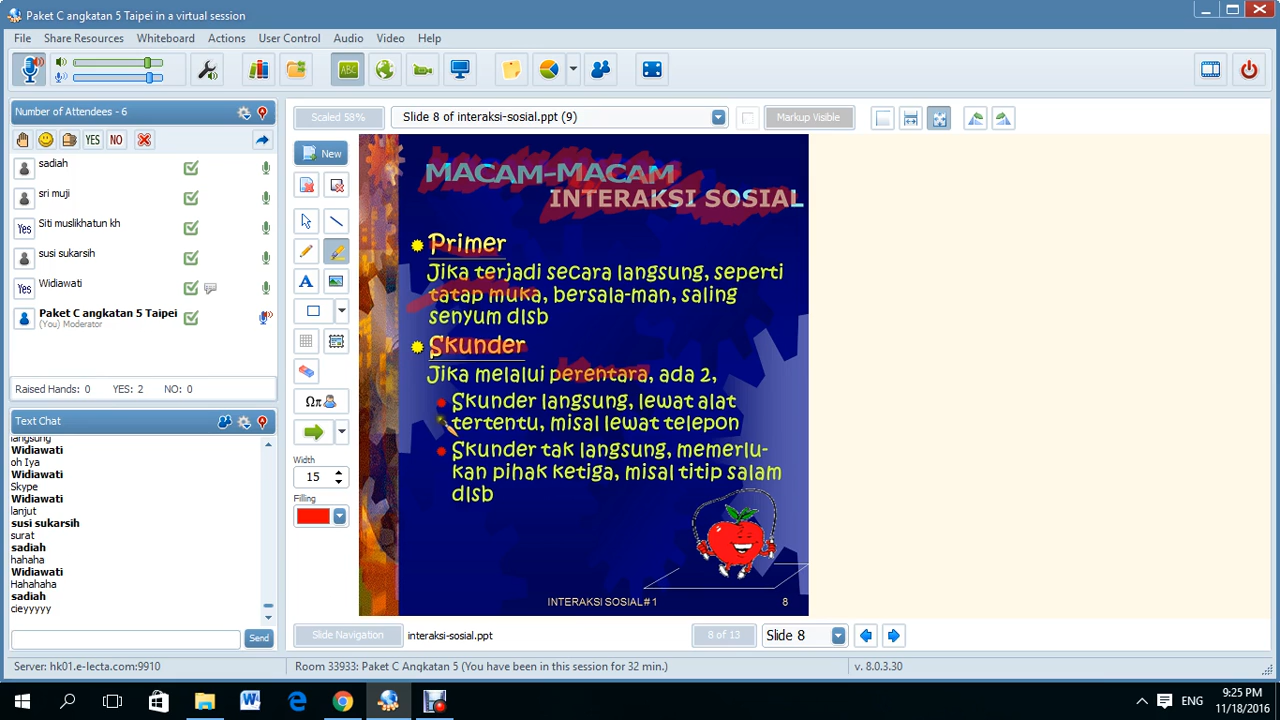 Paket C angkatan 5 Taipei in a virtual session
File Share Resources Whiteboard Actions User Control Audio Video Help
ABC
Number of Attendees - 6
YES NO
sadiah
sri muji
Yes Siti muslikhatun kh
susi sukarsih
Yes Widiawati
Paket C angkatan 5 Taipei
(You) Moderator
Raised Hands: 0 YES: 2 NO: 0
Text Chat
langsung
Widiawati
oh Iya
Widiawati
Skype
Widiawati
lanjut
susi sukarsih
surat
sadiah
hahaha
Widiawati
Hahahaha
sadiah
cieyyyyy
Send
Scaled 58% Slide 8 of interaksi-sosial.ppt (9) Markup Visible
New
A
Ωπ
Width
15
Filling
MACAM-MACAM
INTERAKSI SOSIAL
Primer
Jika terjadi secara langsung, seperti
tatap muka, bersala-man, saling
senyum dlsb
Skunder
Jika melalui perentara, ada 2,
Skunder langsung, lewat alat
tertentu, misal lewat telepon
Skunder tak langsung, memerlu-
kan pihak ketiga, misal titip salam
dlsb
INTERAKSI SOSIAL#1 8
Slide Navigation interaksi-sosial.ppt 8 of 13 Slide 8
Server: hk01.e-lecta.com:9910 Room 33933: Paket C Angkatan 5 (You have been in this session for 32 min.) v. 8.0.3.30
ENG
9:25 PM
11/18/2016